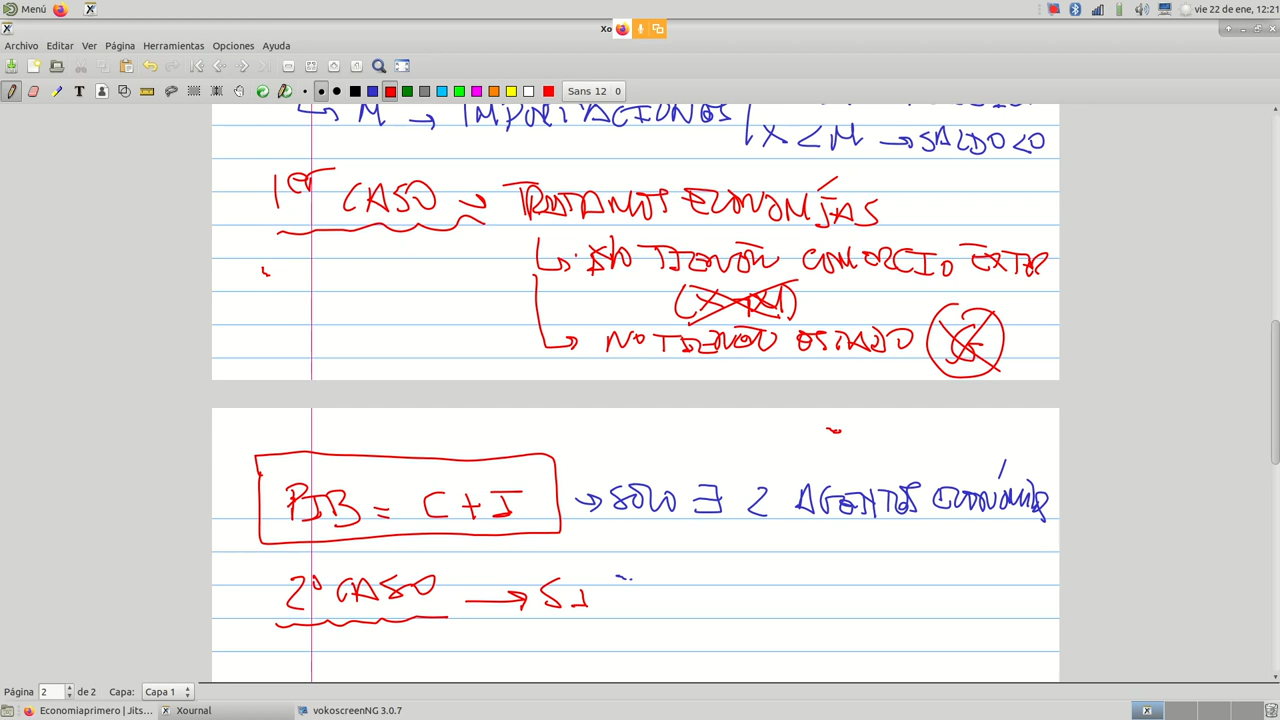 Menú vie 22 de ene, 12:21
Xo
Archivo Editar Ver Página Herramientas Opciones Ayuda
Sans 12 0
↳ M → IMPORTACIONES
X < M → SALDO < 0
1er CASO → TRATAMOS ECONOMÍAS
↳ NO TIENEN COMERCIO EXTER
(X-M)
↳ NO TIENEN ESTADO G
PIB = C + I → SOLO ∃ 2 AGENTES ECONÓMIC
2º CASO → SI
Página 2 de 2 Capa: Capa 1
Economiaprimero | Jits... Xournal vokoscreenNG 3.0.7